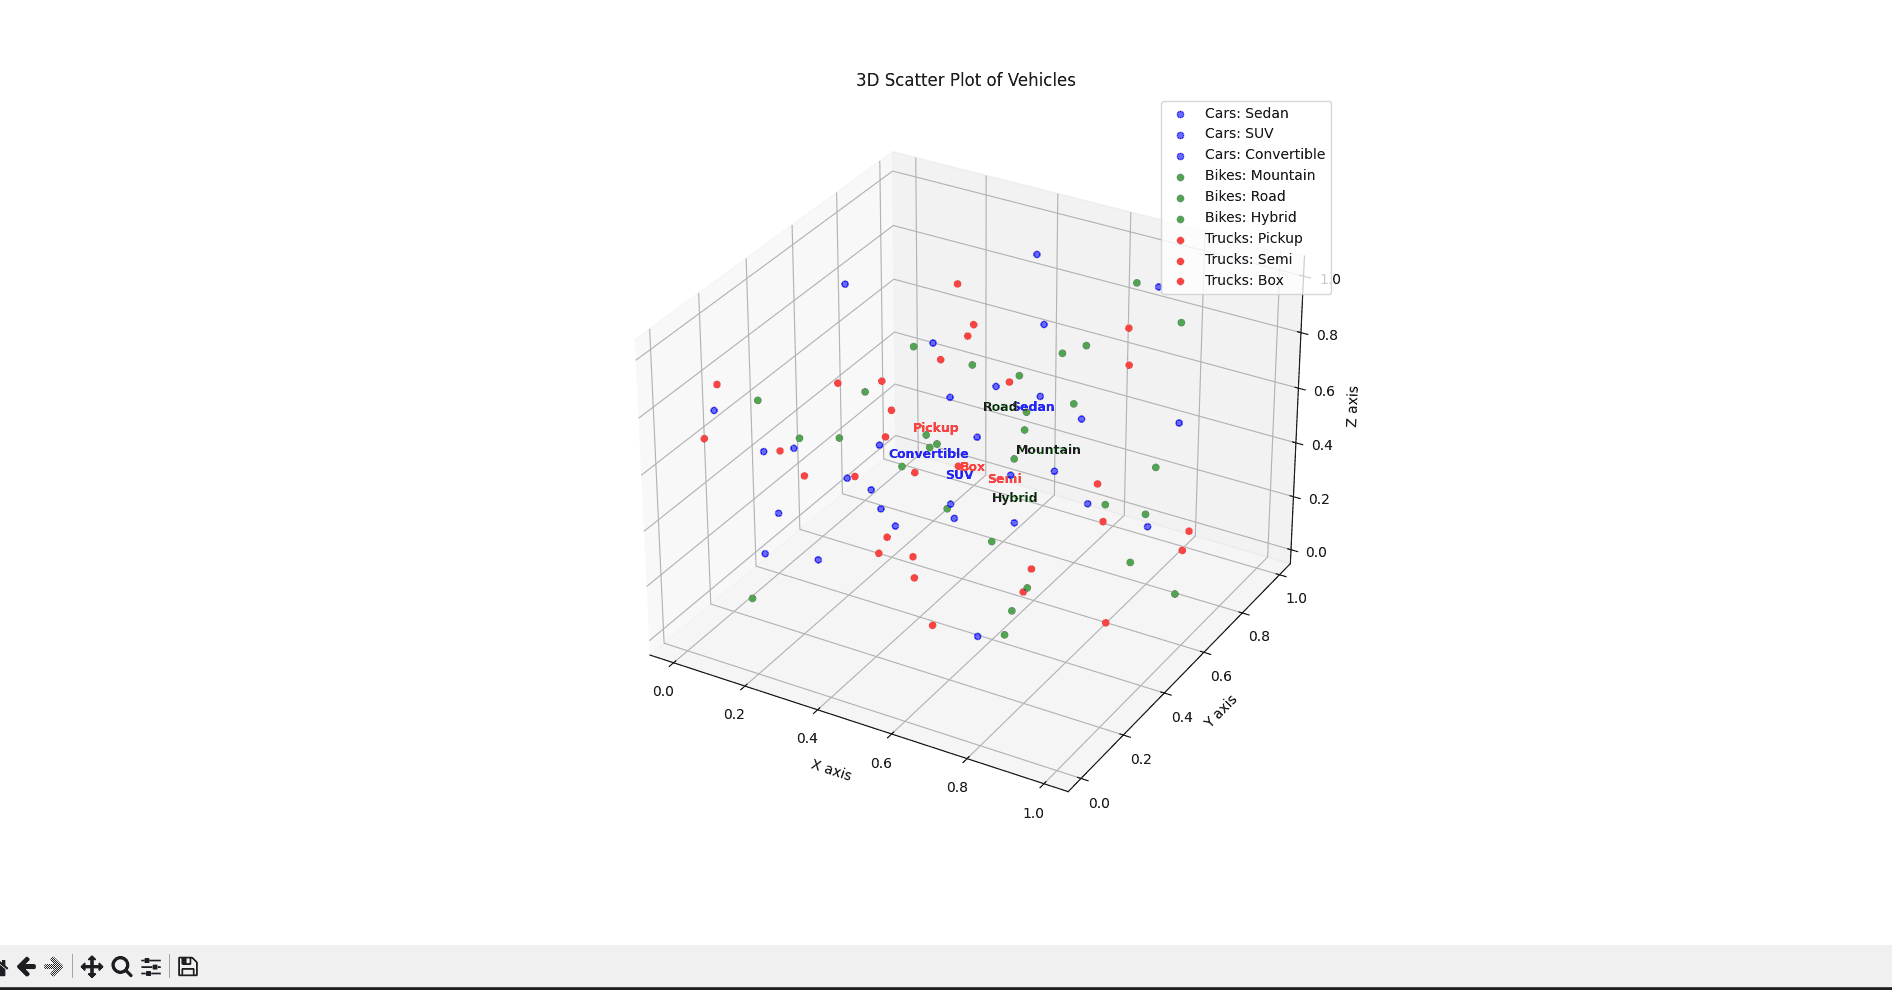 3D Scatter Plot of Vehicles
Cars: Sedan
Cars: SUV
Cars: Convertible
Bikes: Mountain
Bikes: Road
Bikes: Hybrid
Trucks: Pickup
Trucks: Semi
Trucks: Box
1.0
0.8
0.6
0.4
0.2
0.0
Z axis
Road
Sedan
Pickup
Mountain
Convertible
Box
SUV
Semi
Hybrid
1.0
0.8
0.6
0.4
0.2
0.0
Y axis
0.0
0.2
0.4
0.6
0.8
1.0
X axis